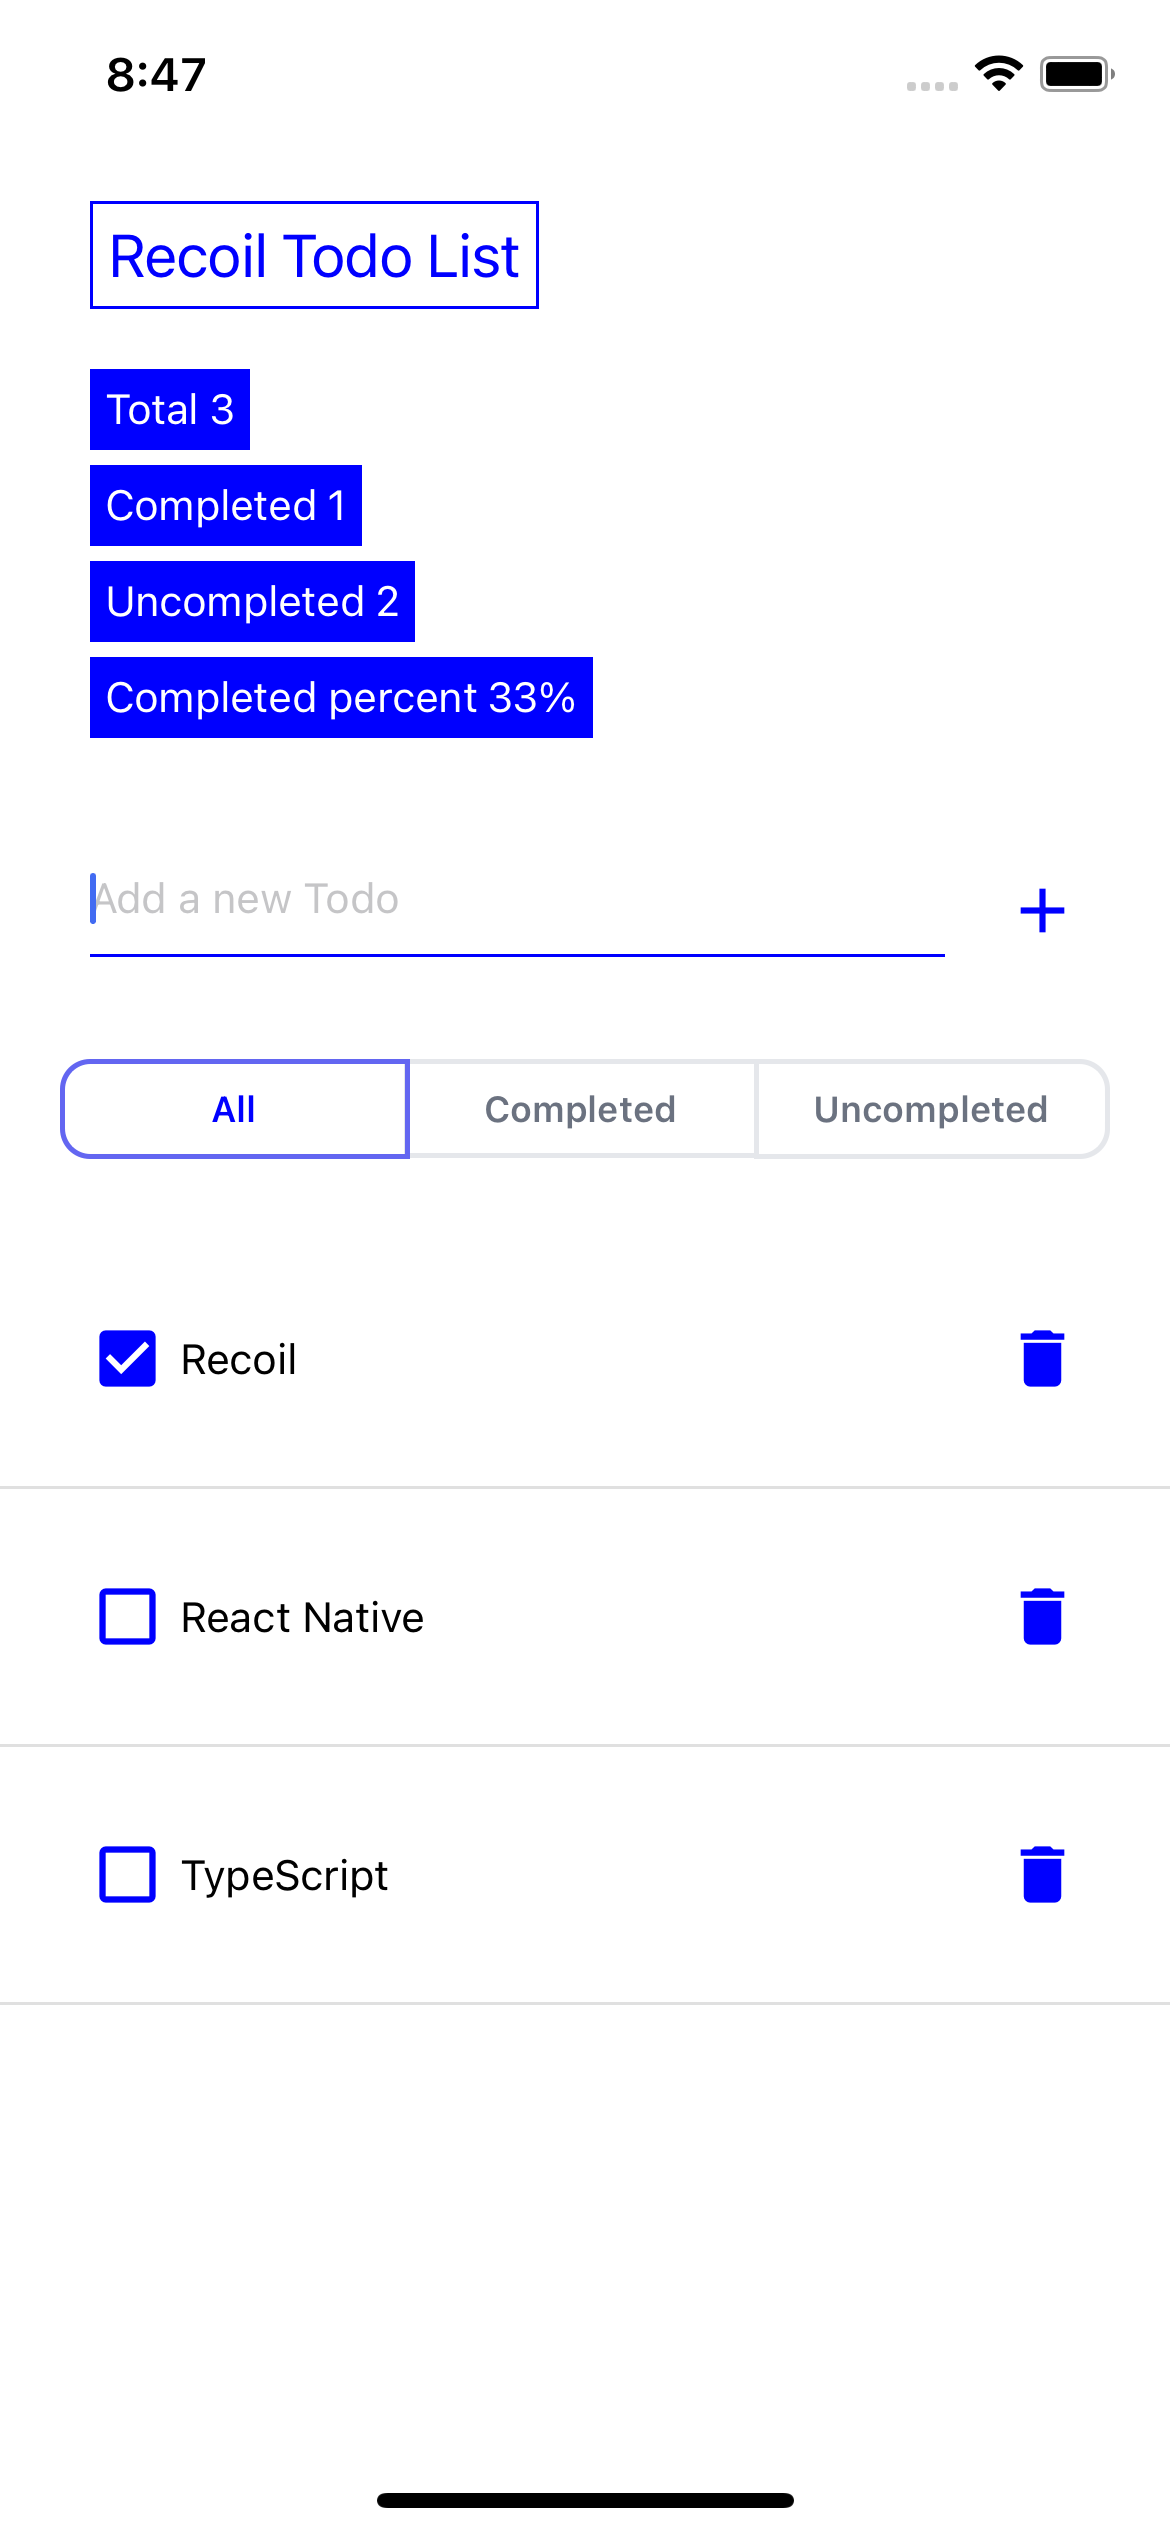 8:47
Recoil Todo List
Total 3
Completed 1
Uncompleted 2
Completed percent 33%
Add a new Todo
All Completed Uncompleted
Recoil
React Native
TypeScript